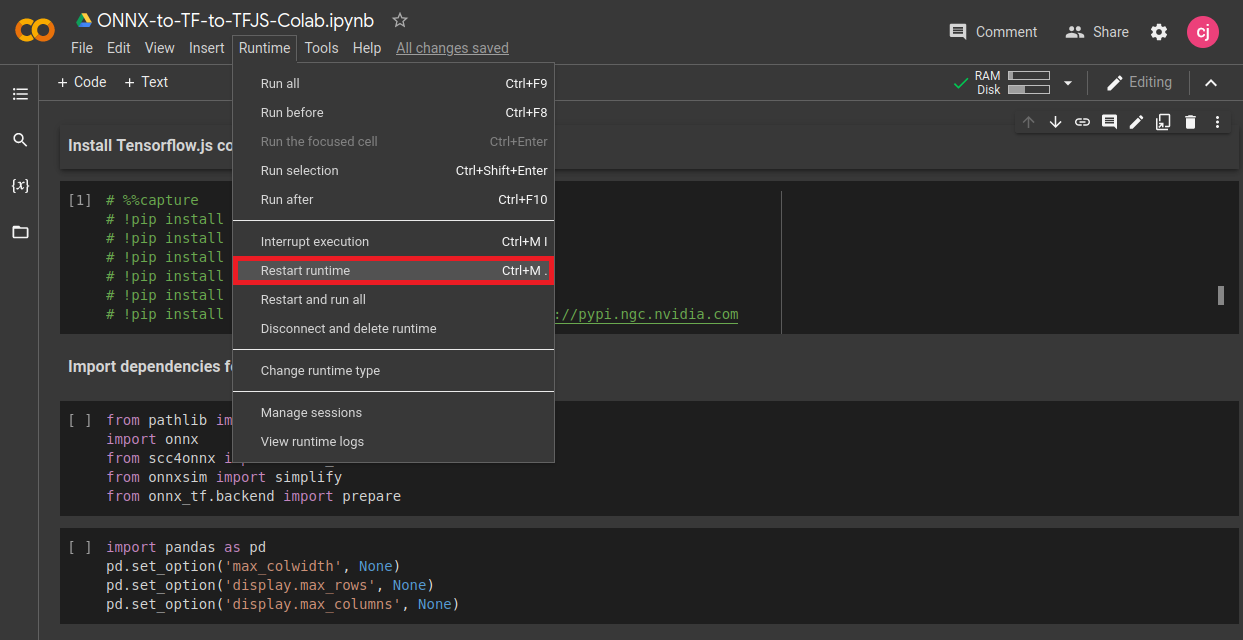 ONNX-to-TF-to-TFJS-Colab.ipynb
File Edit View Insert Runtime Tools Help All changes saved
Comment Share cj
+ Code + Text
RAM
Disk
Editing
Run all Ctrl+F9
Run before Ctrl+F8
Run the focused cell Ctrl+Enter
Run selection Ctrl+Shift+Enter
Run after Ctrl+F10
Interrupt execution Ctrl+M I
Restart runtime Ctrl+M .
Restart and run all
Disconnect and delete runtime
Change runtime type
Manage sessions
View runtime logs
{x}
Install Tensorflow.js co
[1] # %%capture
# !pip install
# !pip install
# !pip install
# !pip install
# !pip install
# !pip install ://pypi.ngc.nvidia.com
Import dependencies f
[ ] from pathlib im
import onnx
from scc4onnx
from onnxsim import simplify
from onnx_tf.backend import prepare
[ ] import pandas as pd
pd.set_option('max_colwidth', None)
pd.set_option('display.max_rows', None)
pd.set_option('display.max_columns', None)